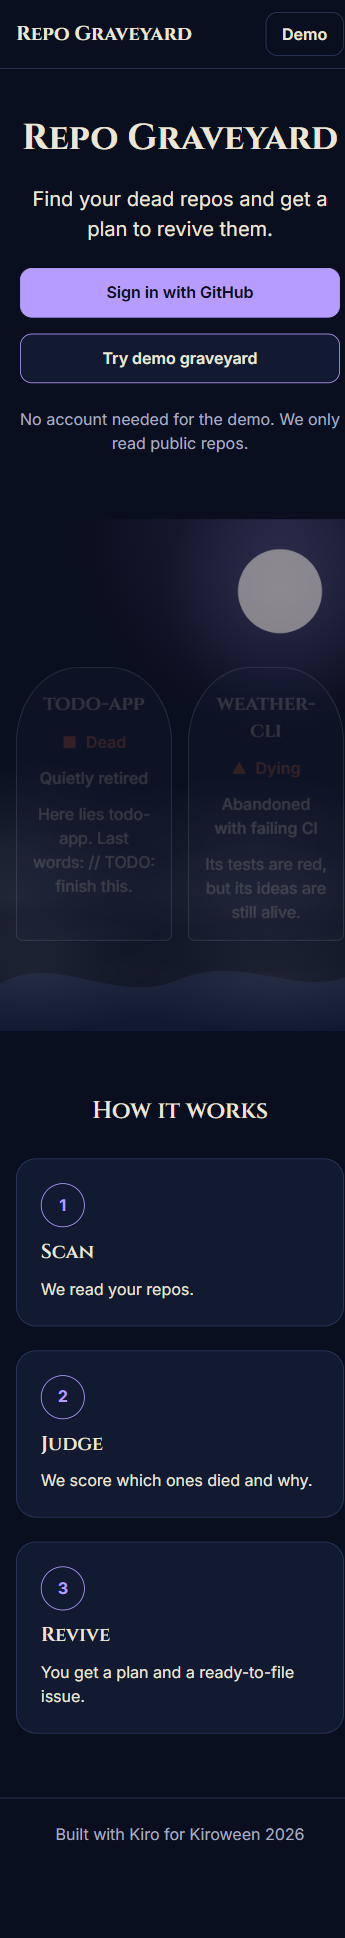 Repo Graveyard
Demo
Repo Graveyard
Find your dead repos and get a
plan to revive them.
Sign in with GitHub
Try demo graveyard
No account needed for the demo. We only
read public repos.
TODO-APP
Dead
Quietly retired
Here lies todo-
app. Last
words: // TODO:
finish this.
WEATHER-
CLI
Dying
Abandoned
with failing CI
Its tests are red,
but its ideas are
still alive.
How it works
1
Scan
We read your repos.
2
Judge
We score which ones died and why.
3
Revive
You get a plan and a ready-to-file
issue.
Built with Kiro for Kiroween 2026